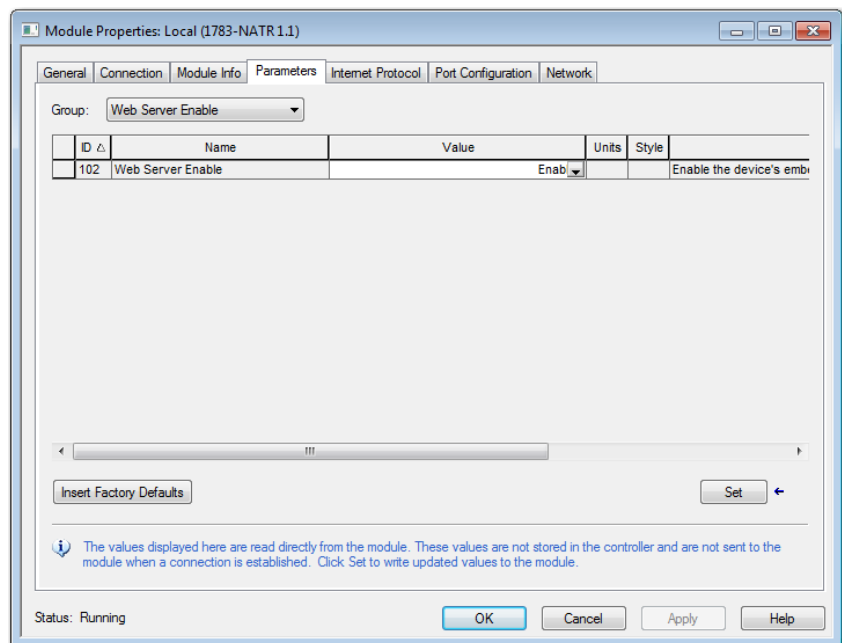 Module Properties: Local (1783-NATR 1.1)
General Connection Module Info Parameters Internet Protocol Port Configuration Network
Group: Web Server Enable
ID Name Value Units Style
102 Web Server Enable Enabl Enable the device's embe
Insert Factory Defaults Set
The values displayed here are read directly from the module. These values are not stored in the controller and are not sent to the
module when a connection is established. Click Set to write updated values to the module.
Status: Running OK Cancel Apply Help